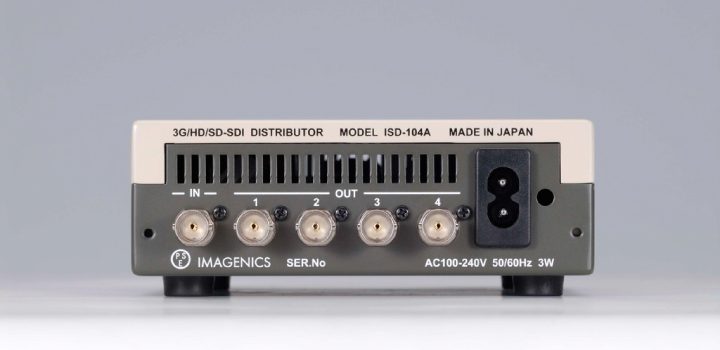 3G/HD/SD-SDI DISTRIBUTOR MODEL ISD-104A MADE IN JAPAN
IN OUT
1 2 3 4
PSE IMAGENICS SER.No AC100-240V 50/60Hz 3W